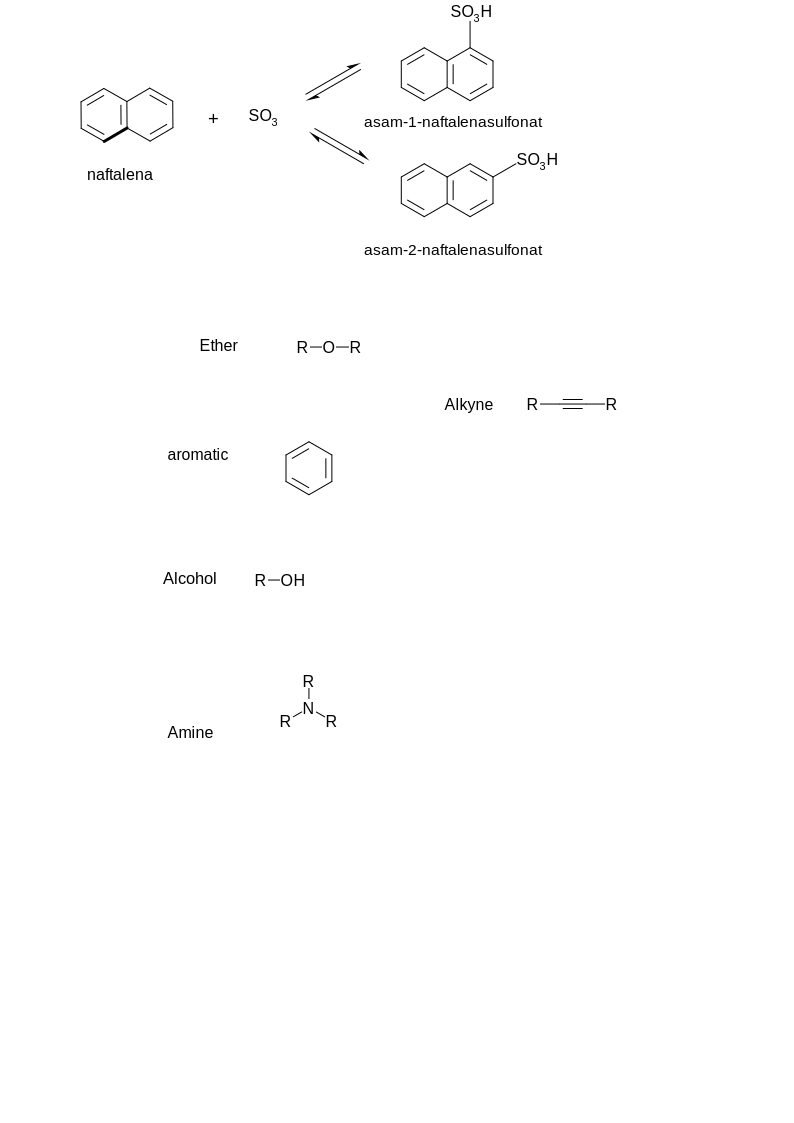 SO3H
naftalena + SO3
asam-1-naftalenasulfonat
SO3H
asam-2-naftalenasulfonat
Ether R-O-R
Alkyne R≡R
aromatic
Alcohol R-OH
R
N
R R
Amine